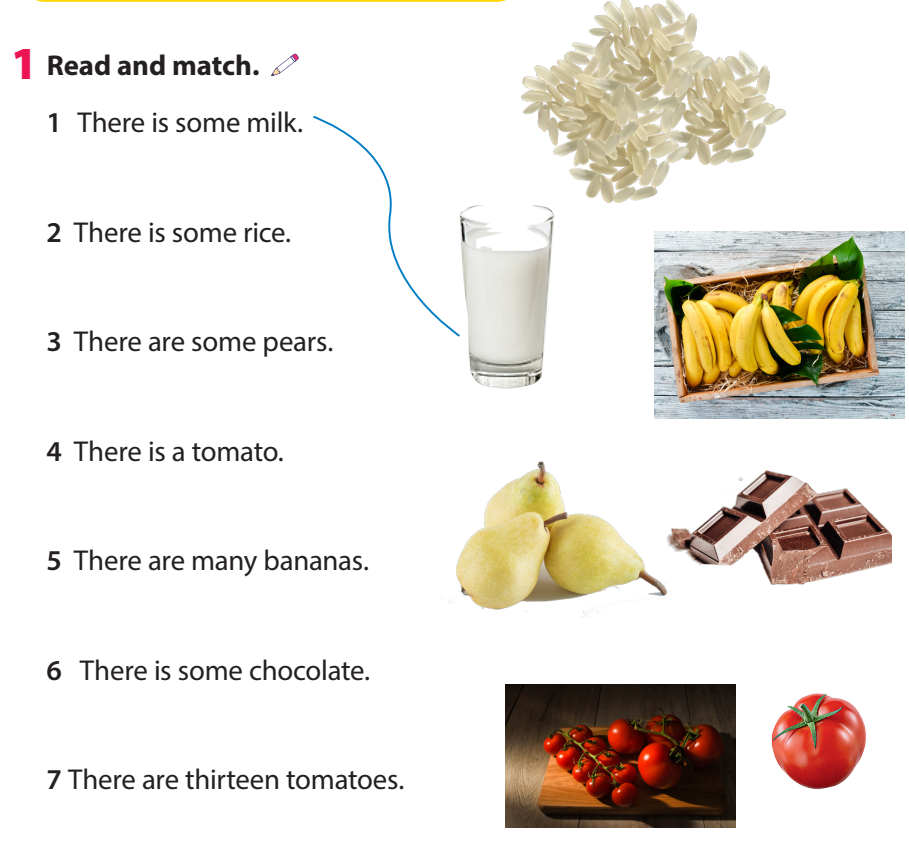 1 Read and match.
1 There is some milk.
2 There is some rice.
3 There are some pears.
4 There is a tomato.
5 There are many bananas.
6 There is some chocolate.
7 There are thirteen tomatoes.